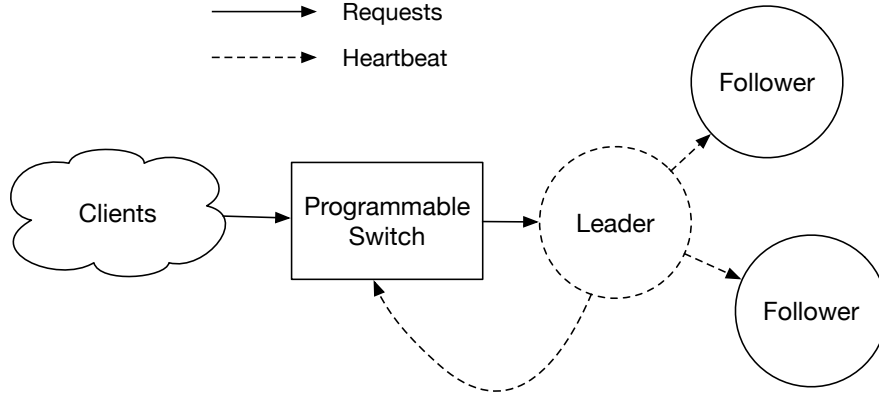 Requests
Heartbeat
Follower
Clients
Programmable
Switch
Leader
Follower